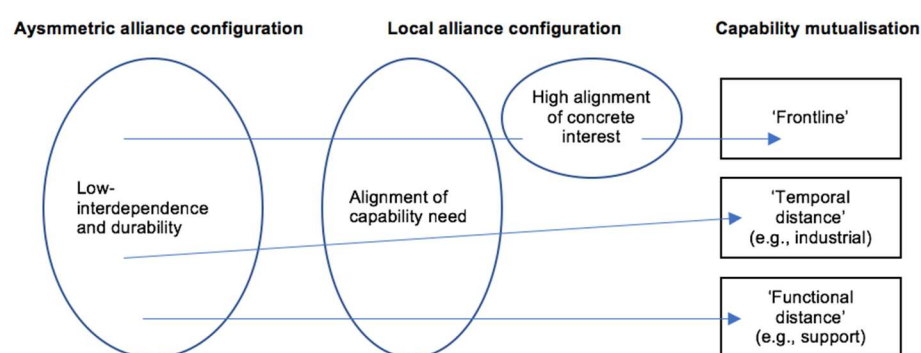 Aysmmetric alliance configuration
Local alliance configuration
Capability mutualisation
High alignment
of concrete
interest
'Frontline'
Low-
interdependence
and durability
Alignment of
capability need
'Temporal
distance'
(e.g., industrial)
'Functional
distance'
(e.g., support)